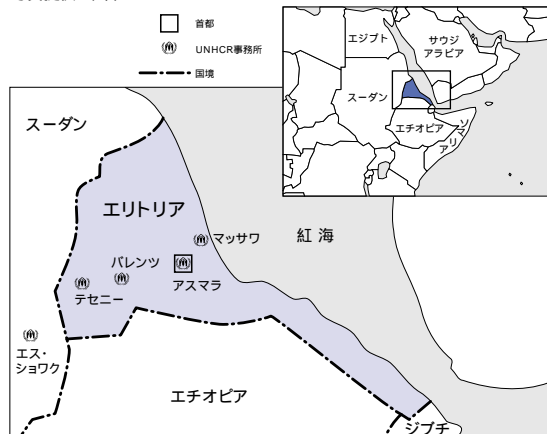 首都
UNHCR事務所
国境
エジプト
サウジ
アラビア
スーダン
エチオピア
ソマリア
スーダン
エリトリア
紅海
マッサワ
バレンツ
アスマラ
テセニー
エス・
ショワク
エチオピア
ジブチ